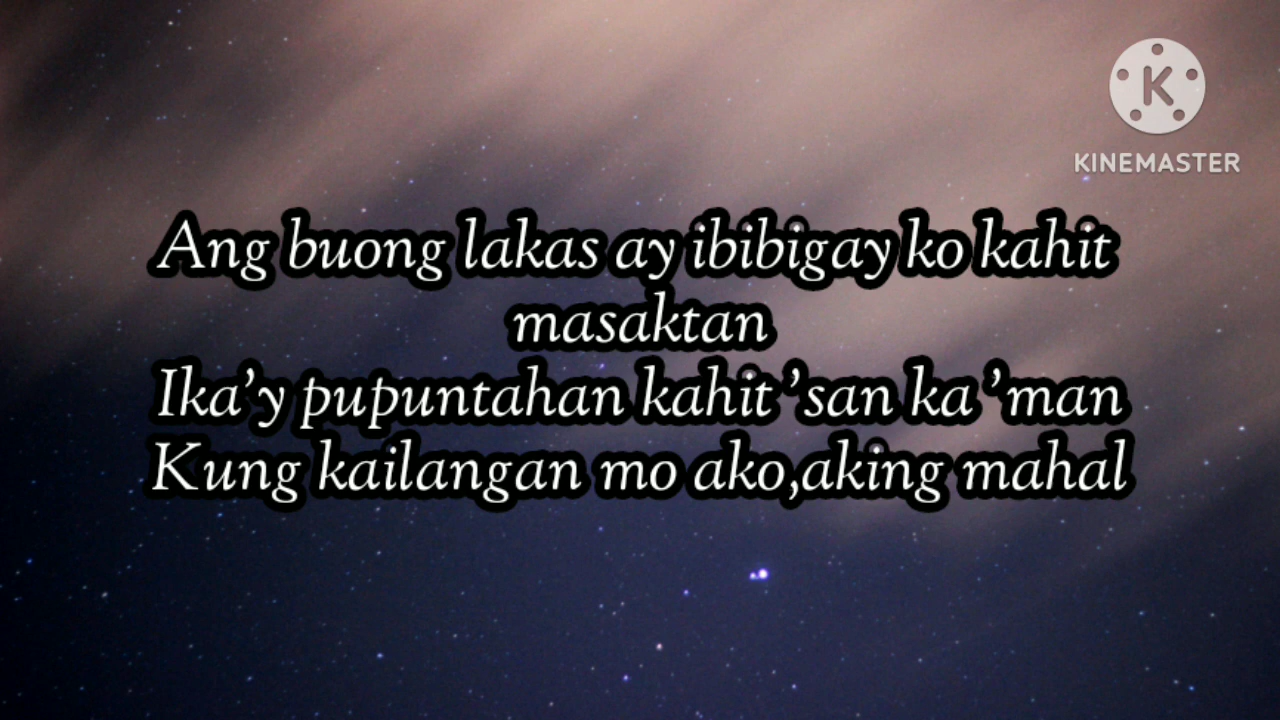 K
KINEMASTER
Ang buong lakas ay ibibigay ko kahit
masaktan
Ika’y pupuntahan kahit ’san ka ’man
Kung kailangan mo ako,aking mahal